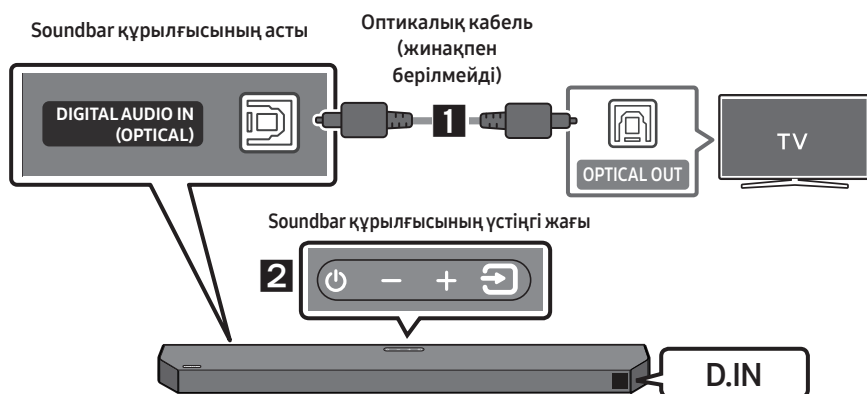 Soundbar құрылғысының асты
Оптикалық кабель
(жинақпен
берілмейді)
DIGITAL AUDIO IN
(OPTICAL)
1
OPTICAL OUT
TV
Soundbar құрылғысының үстіңгі жағы
2
D.IN